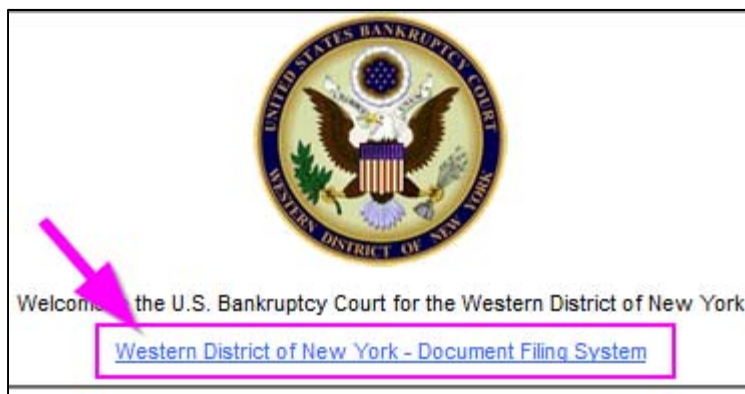 UNITED STATES BANKRUPTCY COURT
WESTERN DISTRICT OF NEW YORK
Welcome the U.S. Bankruptcy Court for the Western District of New York
Western District of New York - Document Filing System